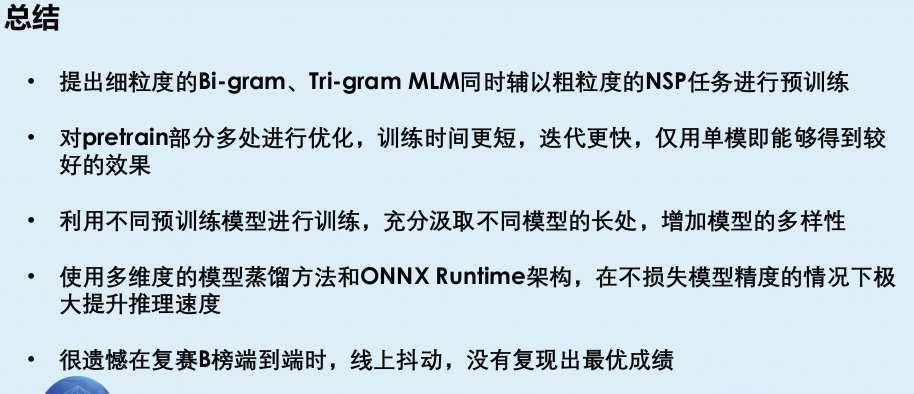 总结
• 提出细粒度的Bi-gram、Tri-gram MLM同时辅以粗粒度的NSP任务进行预训练
• 对pretrain部分多处进行优化，训练时间更短，迭代更快，仅用单模即能够得到较
好的效果
• 利用不同预训练模型进行训练，充分汲取不同模型的长处，增加模型的多样性
• 使用多维度的模型蒸馏方法和ONNX Runtime架构，在不损失模型精度的情况下极
大提升推理速度
• 很遗憾在复赛B榜端到端时，线上抖动，没有复现出最优成绩